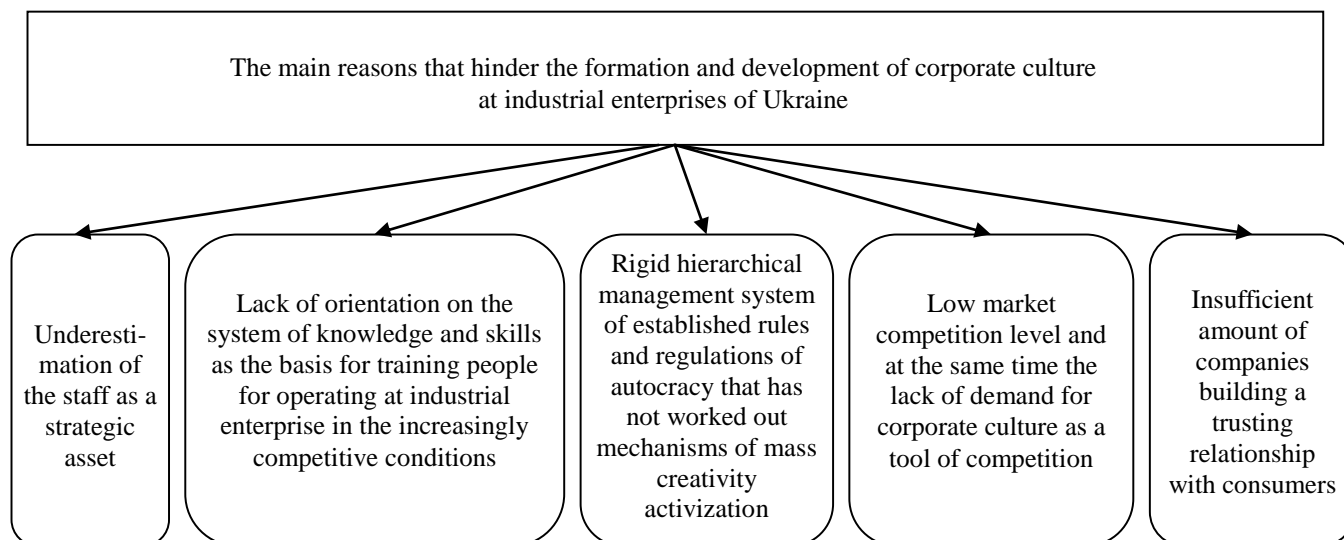 The main reasons that hinder the formation and development of corporate culture
at industrial enterprises of Ukraine
Underesti-
mation of
the staff as a
strategic
asset
Lack of orientation on the
system of knowledge and skills
as the basis for training people
for operating at industrial
enterprise in the increasingly
competitive conditions
Rigid hierarchical
management system
of established rules
and regulations of
autocracy that has
not worked out
mechanisms of mass
creativity
activization
Low market
competition level and
at the same time the
lack of demand for
corporate culture as a
tool of competition
Insufficient
amount of
companies
building a
trusting
relationship
with consumers